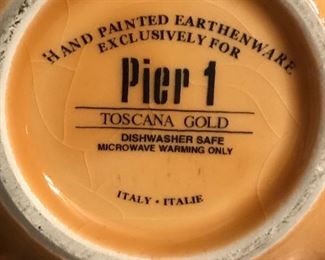 HAND PAINTED EARTHENWARE
EXCLUSIVELY FOR
Pier 1
TOSCANA GOLD
DISHWASHER SAFE
MICROWAVE WARMING ONLY
ITALY • ITALIE